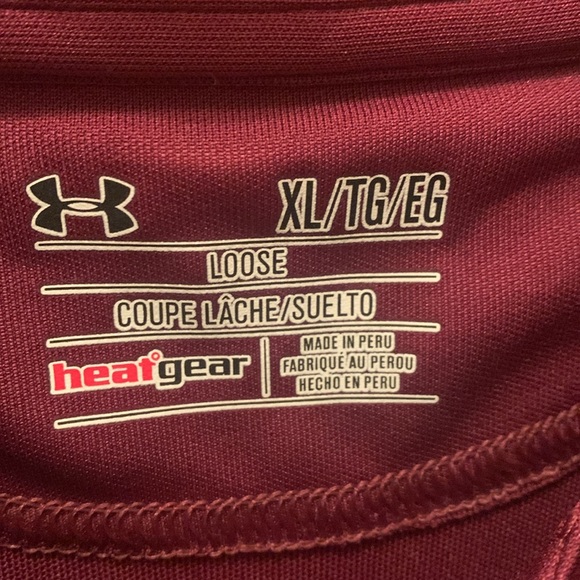 XL/TG/EG
LOOSE
COUPE LÂCHE/SUELTO
heatgear
MADE IN PERU
FABRIQUÉ AU PEROU
HECHO EN PERU